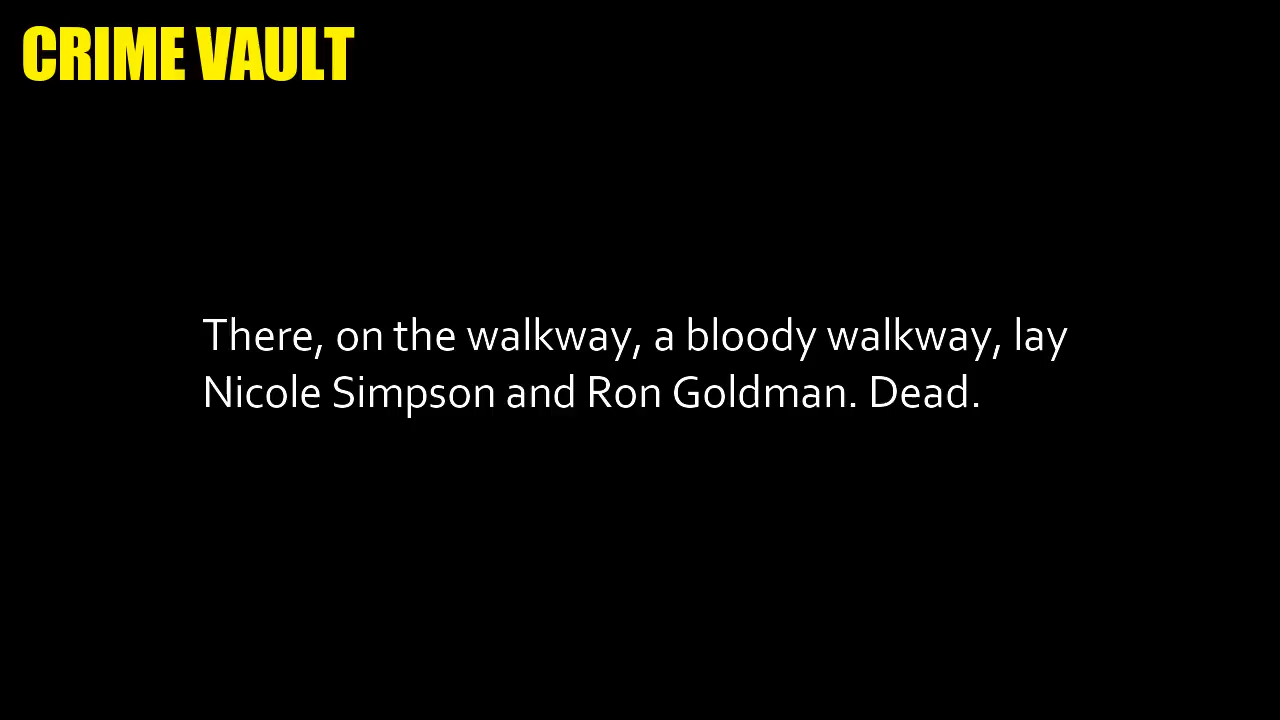 CRIME VAULT
There, on the walkway, a bloody walkway, lay
Nicole Simpson and Ron Goldman. Dead.